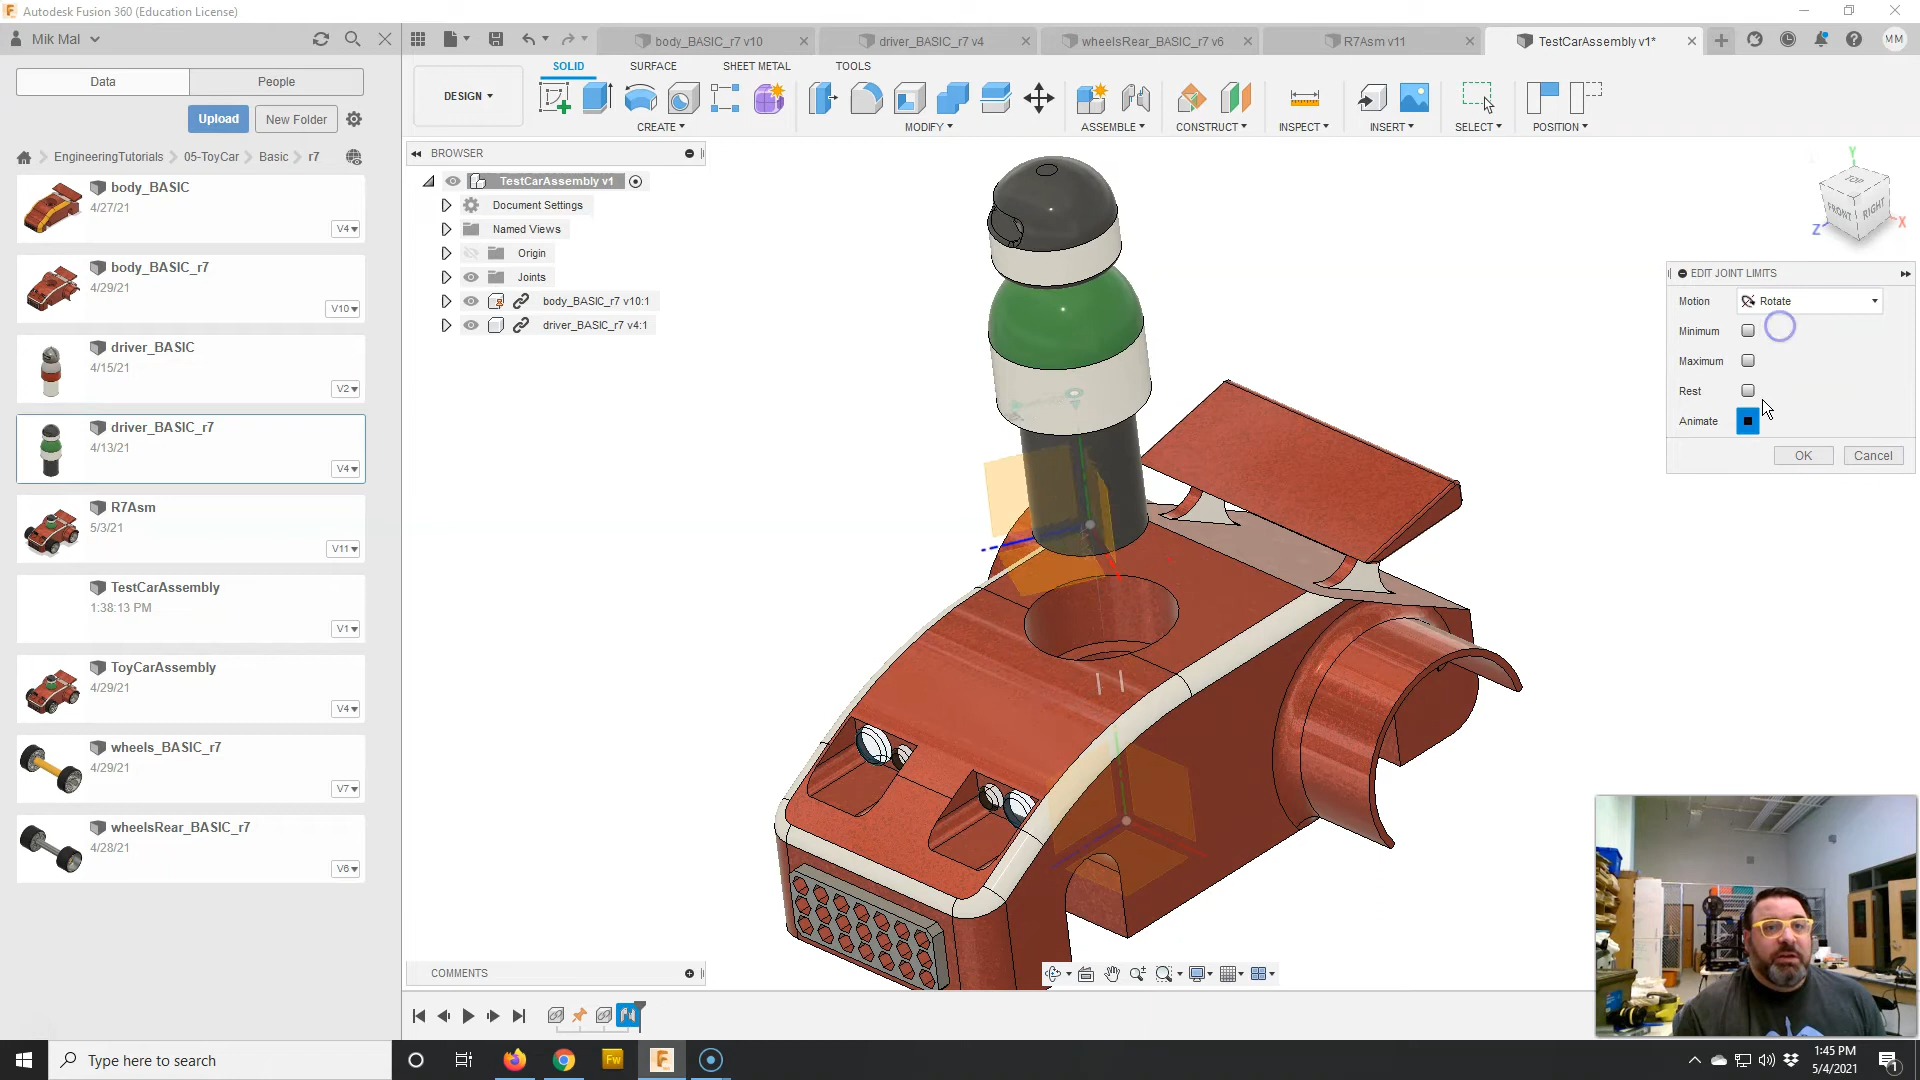 Autodesk Fusion 360 (Education License)
Mik Mal
body_BASIC_r7 v10
driver_BASIC_r7 v4
wheelsRear_BASIC_r7 v6
R7Asm v11
TestCarAssembly v1*
MM
Data
People
SOLID
SURFACE
SHEET METAL
TOOLS
DESIGN
Upload
New Folder
CREATE
MODIFY
ASSEMBLE
CONSTRUCT
INSPECT
INSERT
SELECT
POSITION
EngineeringTutorials
05-ToyCar
Basic
r7
BROWSER
TestCarAssembly v1
Document Settings
Named Views
Origin
Joints
body_BASIC_r7 v10:1
driver_BASIC_r7 v4:1
body_BASIC
4/27/21
V4
body_BASIC_r7
4/29/21
V10
driver_BASIC
4/15/21
V2
driver_BASIC_r7
4/13/21
V4
R7Asm
5/3/21
V11
TestCarAssembly
1:38:13 PM
V1
ToyCarAssembly
4/29/21
V4
wheels_BASIC_r7
4/29/21
V7
wheelsRear_BASIC_r7
4/28/21
V6
Y
TOP
FRONT
RIGHT
Z
X
EDIT JOINT LIMITS
Motion
Rotate
Minimum
Maximum
Rest
Animate
OK
Cancel
COMMENTS
Type here to search
Fw
F
1:45 PM
5/4/2021
1